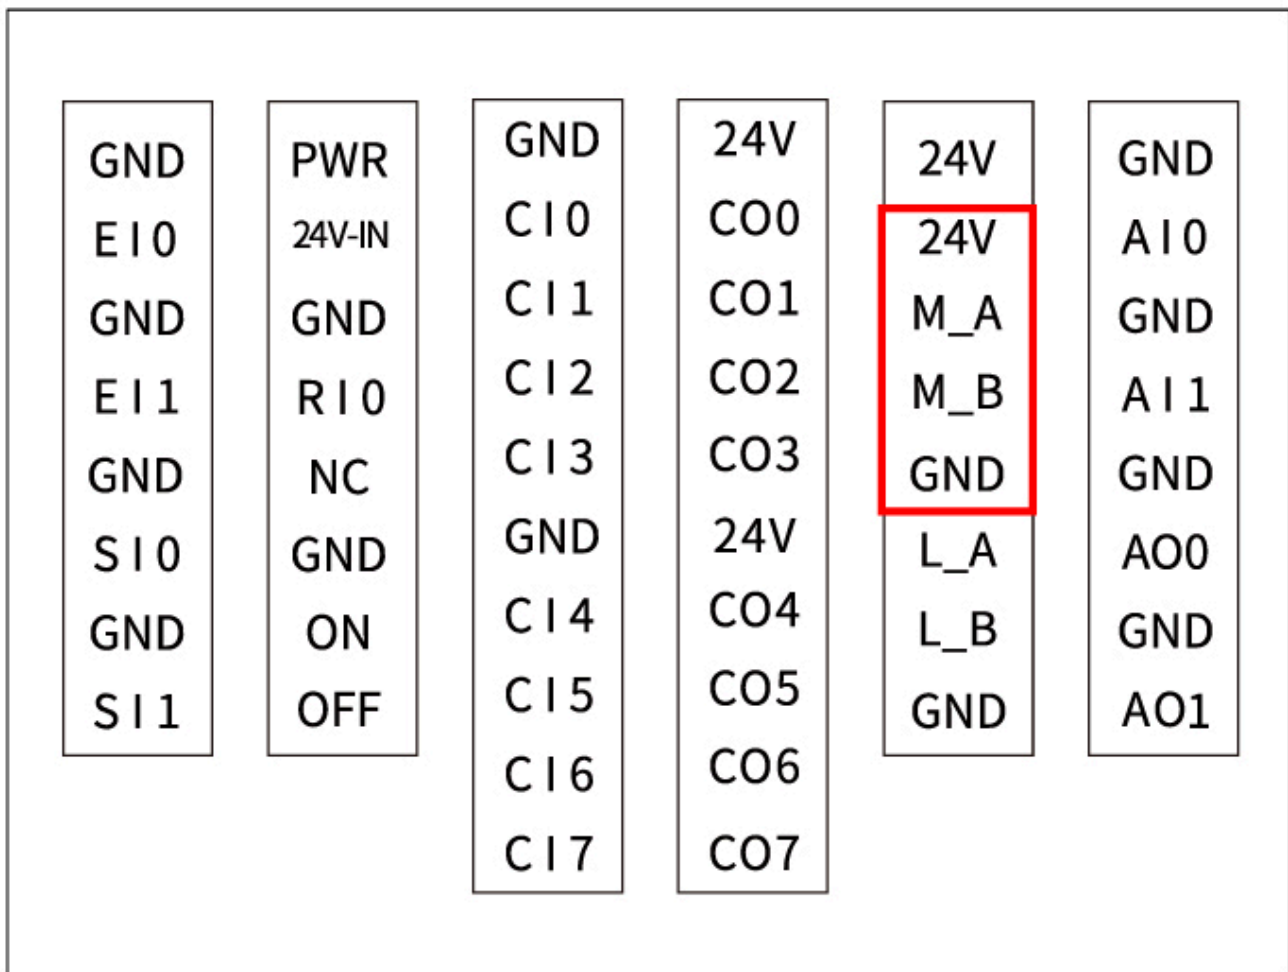 GND
EI0
GND
EI1
GND
SI0
GND
SI1
PWR
24V-IN
GND
RI0
NC
GND
ON
OFF
GND
CI0
CI1
CI2
CI3
GND
CI4
CI5
CI6
CI7
24V
CO0
CO1
CO2
CO3
24V
CO4
CO5
CO6
CO7
24V
24V
M_A
M_B
GND
L_A
L_B
GND
GND
AI0
GND
AI1
GND
AO0
GND
AO1